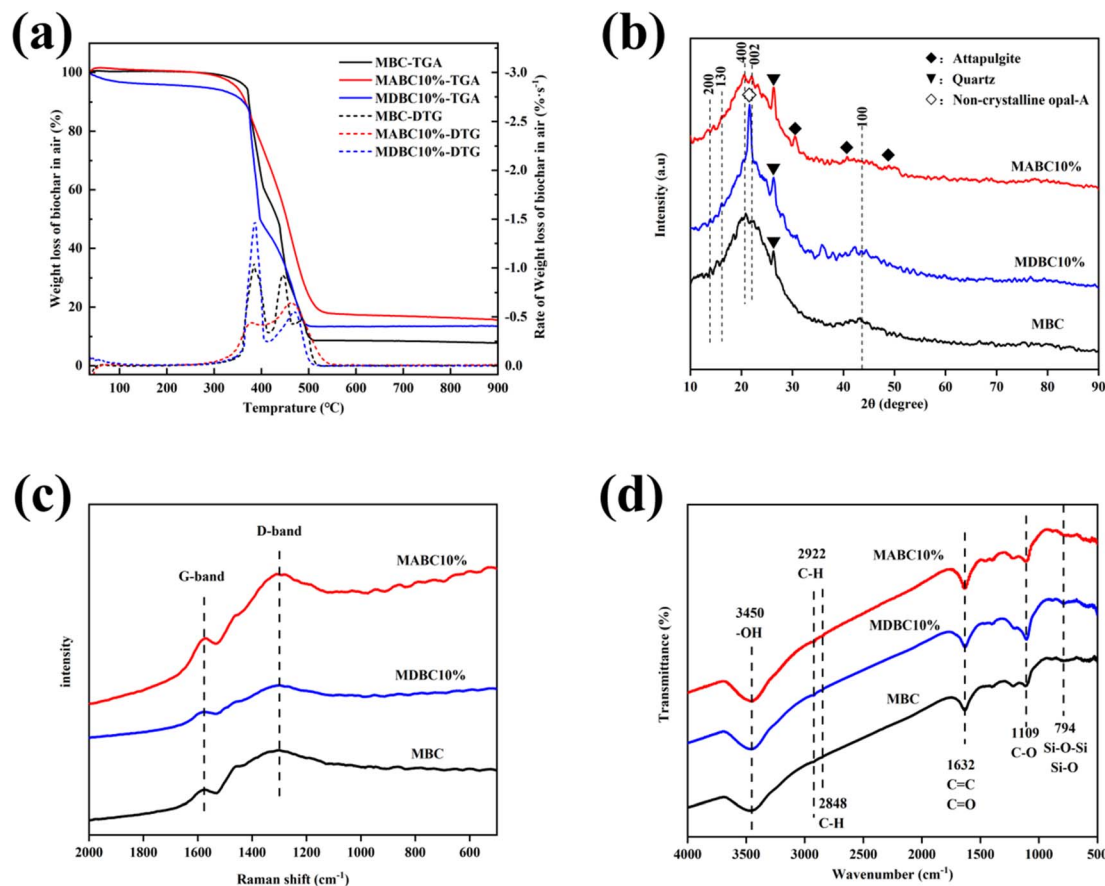 (a)
Weight loss of biochar in air (%)
100
80
60
40
20
0
MBC-TGA
MABC10%-TGA
MDBC10%-TGA
MBC-DTG
MABC10%-DTG
MDBC10%-DTG
-3.0
-2.5
-2.0
-1.5
-1.0
-0.5
0.0
Rate of Weight loss of biochar in air (%·s⁻¹)
100 200 300 400 500 600 700 800 900
Temprature (°C)
(b)
Intensity (a.u)
200
130
400
002
100
◆: Attapulgite
▼: Quartz
◇: Non-crystalline opal-A
MABC10%
MDBC10%
MBC
10 20 30 40 50 60 70 80 90
2θ (degree)
(c)
intensity
G-band
D-band
MABC10%
MDBC10%
MBC
2000 1800 1600 1400 1200 1000 800 600
Raman shift (cm⁻¹)
(d)
Transmittance (%)
3450
-OH
2922
C-H
2848
C-H
MABC10%
MDBC10%
MBC
1632
C=C
C=O
1109
C-O
794
Si-O-Si
Si-O
4000 3500 3000 2500 2000 1500 1000 500
Wavenumber (cm⁻¹)